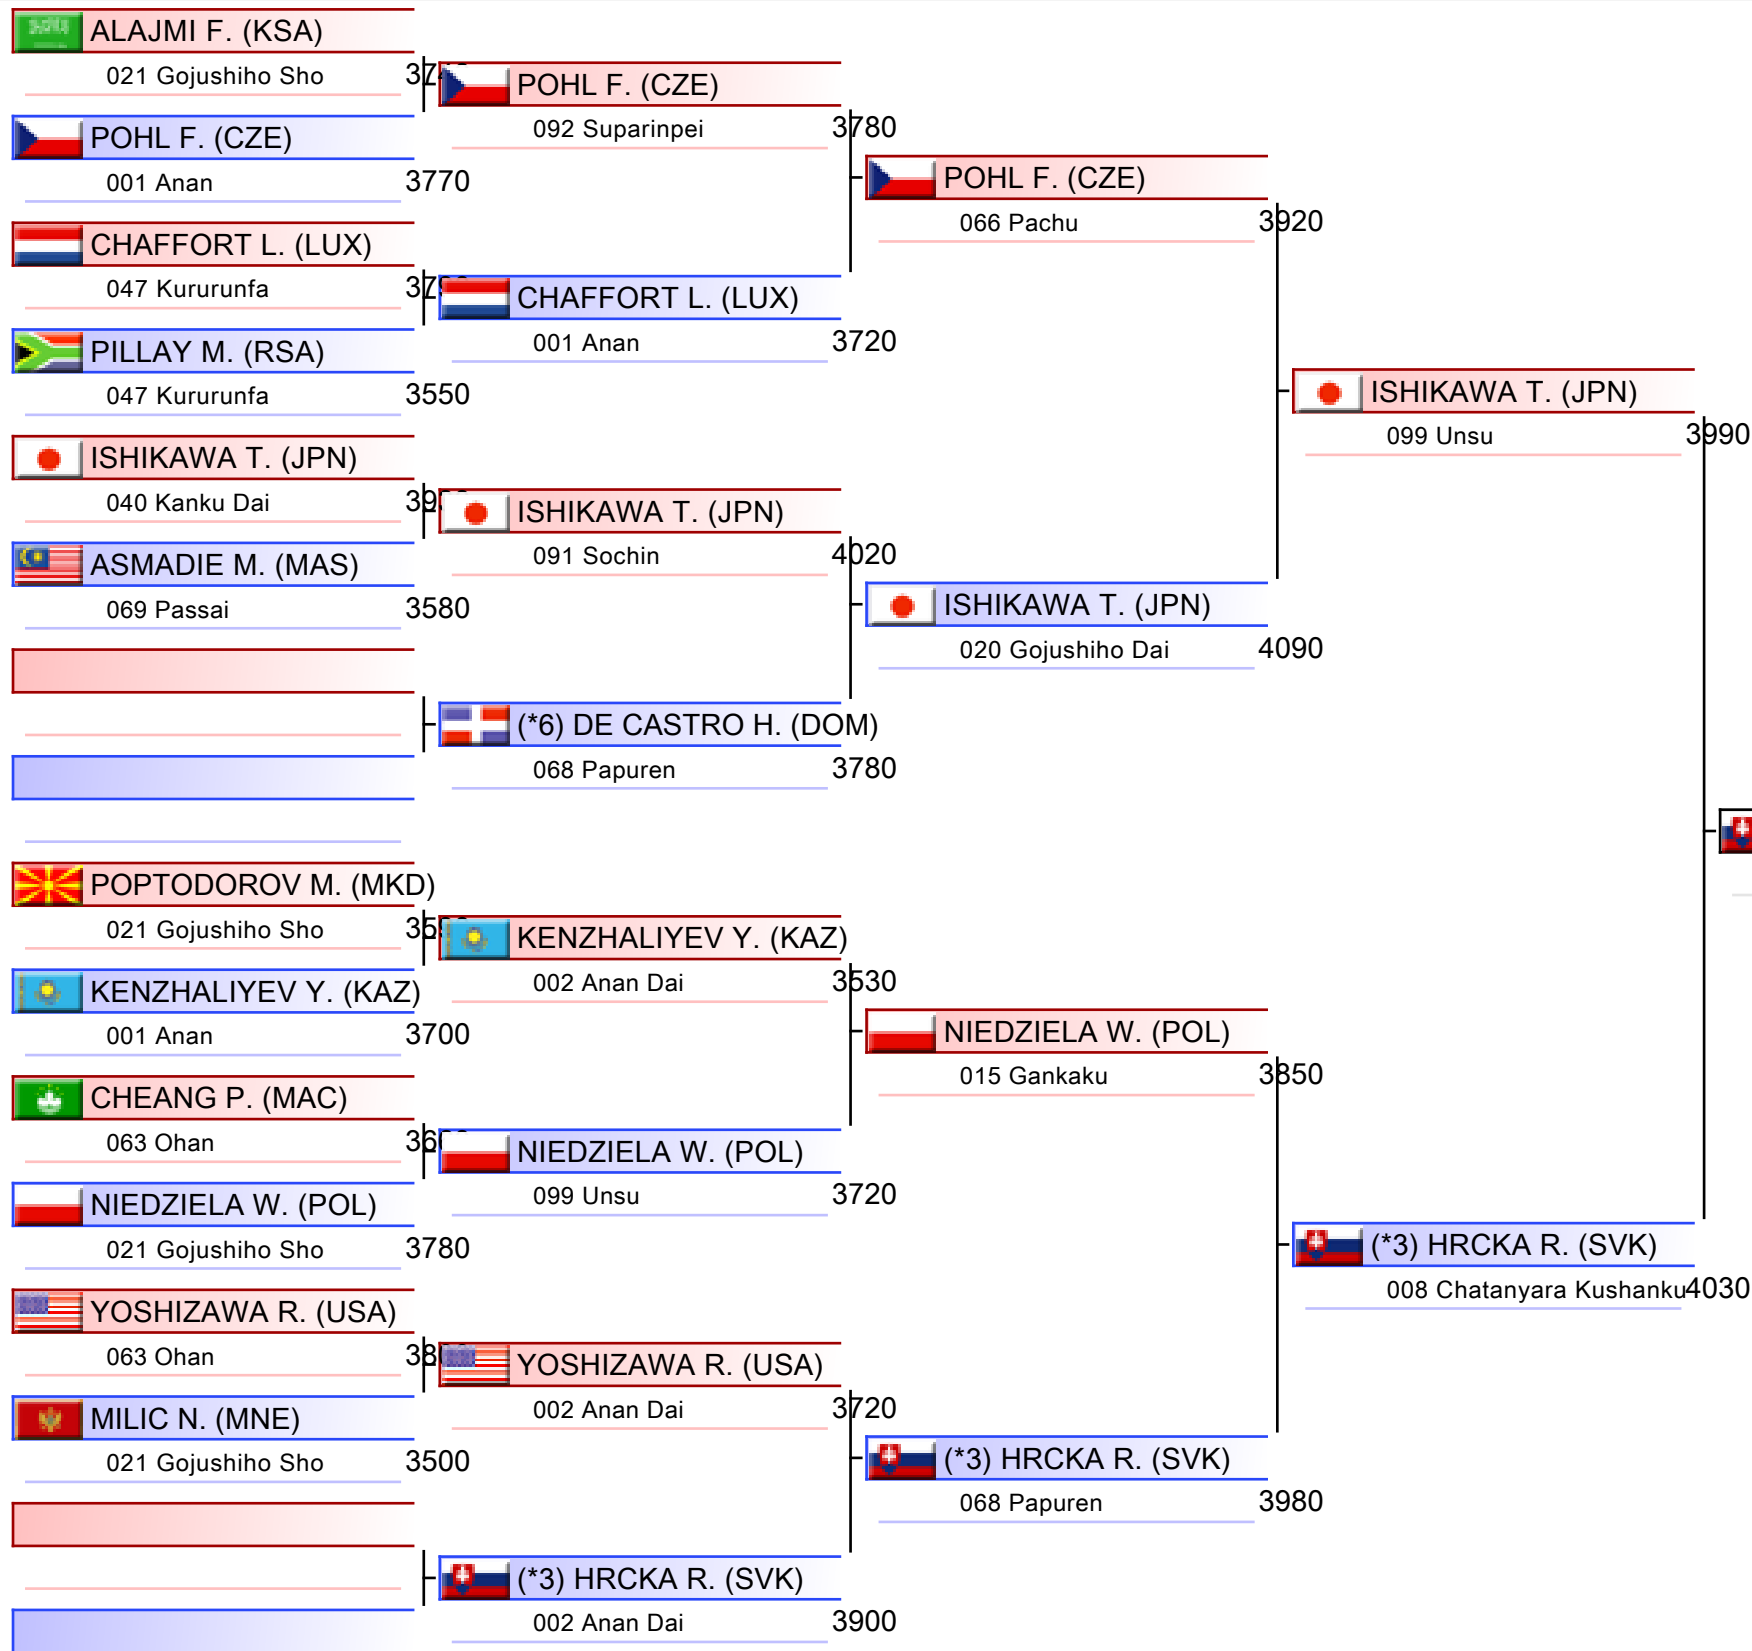 ALAJMI F. (KSA)
021 Gojushiho Sho
POHL F. (CZE)
001 Anan 3770
CHAFFORT L. (LUX)
047 Kururunfa
PILLAY M. (RSA)
047 Kururunfa 3550
ISHIKAWA T. (JPN)
040 Kanku Dai
ASMADIE M. (MAS)
069 Passai 3580
POPTODOROV M. (MKD)
021 Gojushiho Sho
KENZHALIYEV Y. (KAZ)
001 Anan 3700
CHEANG P. (MAC)
063 Ohan
NIEDZIELA W. (POL)
021 Gojushiho Sho 3780
YOSHIZAWA R. (USA)
063 Ohan
MILIC N. (MNE)
021 Gojushiho Sho 3500
POHL F. (CZE)
092 Suparinpei 3780
CHAFFORT L. (LUX)
001 Anan 3720
ISHIKAWA T. (JPN)
091 Sochin 4020
(*6) DE CASTRO H. (DOM)
068 Papuren 3780
KENZHALIYEV Y. (KAZ)
002 Anan Dai 3530
NIEDZIELA W. (POL)
099 Unsu 3720
YOSHIZAWA R. (USA)
002 Anan Dai 3720
(*3) HRCKA R. (SVK)
002 Anan Dai 3900
POHL F. (CZE)
066 Pachu 3920
ISHIKAWA T. (JPN)
020 Gojushiho Dai 4090
NIEDZIELA W. (POL)
015 Gankaku 3850
(*3) HRCKA R. (SVK)
068 Papuren 3980
ISHIKAWA T. (JPN)
099 Unsu 3990
(*3) HRCKA R. (SVK)
008 Chatanyara Kushanku 4030